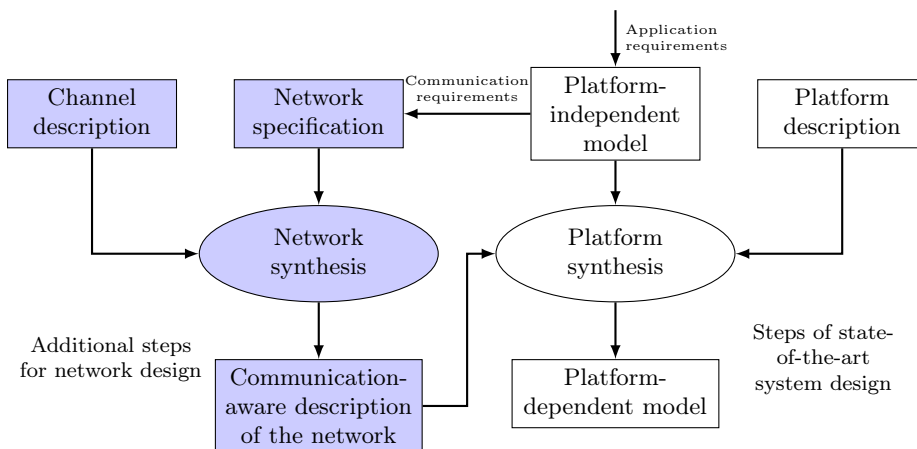 Application
requirements
Communication
requirements
Channel
description
Network
specification
Platform-
independent
model
Platform
description
Network
synthesis
Platform
synthesis
Additional steps
for network design
Communication-
aware description
of the network
Platform-
dependent model
Steps of state-
of-the-art
system design